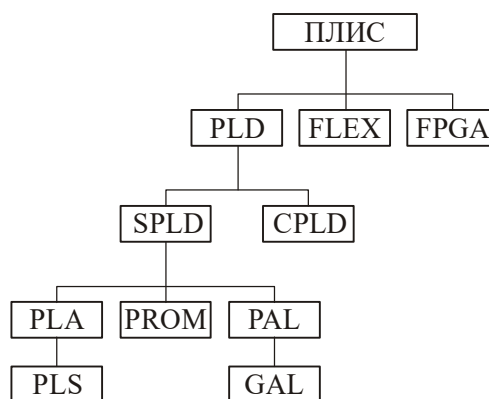 ПЛИС
PLD FLEX FPGA
SPLD CPLD
PLA PROM PAL
PLS GAL